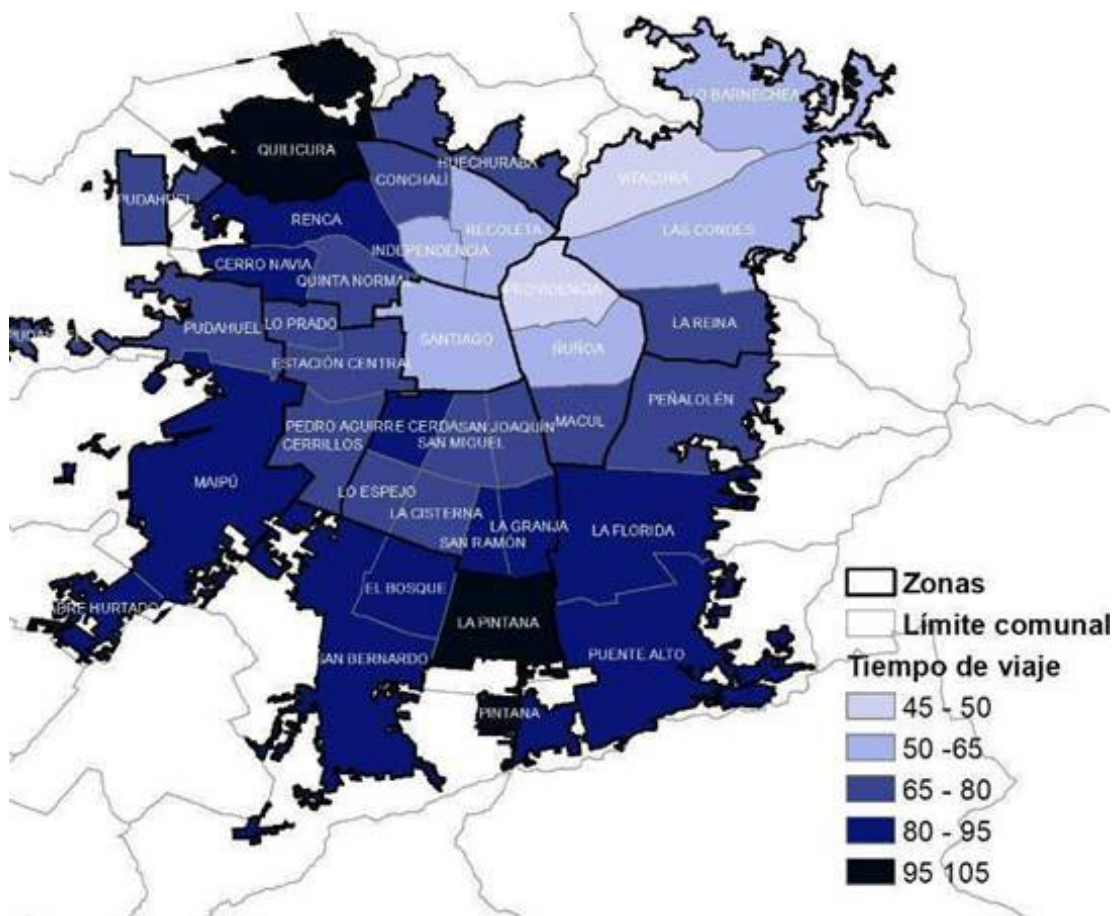 BARNECHEA
QUILICURA
HUECHURABA
CONCHALÍ
VITACURA
PUDAHUEL
RENCA
RECOLETA
LAS CONDES
INDEPENDENCIA
CERRO NAVIA
QUINTA NORMAL
PROVIDENCIA
LA REINA
PUDAHUEL
LO PRADO
SANTIAGO
ÑUÑOA
ESTACIÓN CENTRAL
PEÑALOLÉN
PEDRO AGUIRRE CERDA
SAN JOAQUÍN
MACUL
CERRILLOS
SAN MIGUEL
MAIPÚ
LO ESPEJO
LA CISTERNA
LA GRANJA
LA FLORIDA
SAN RAMÓN
EL BOSQUE
HURTADO
LA PINTANA
SAN BERNARDO
PUENTE ALTO
PINTANA
Zonas
Límite comunal
Tiempo de viaje
45 - 50
50 -65
65 - 80
80 - 95
95 105